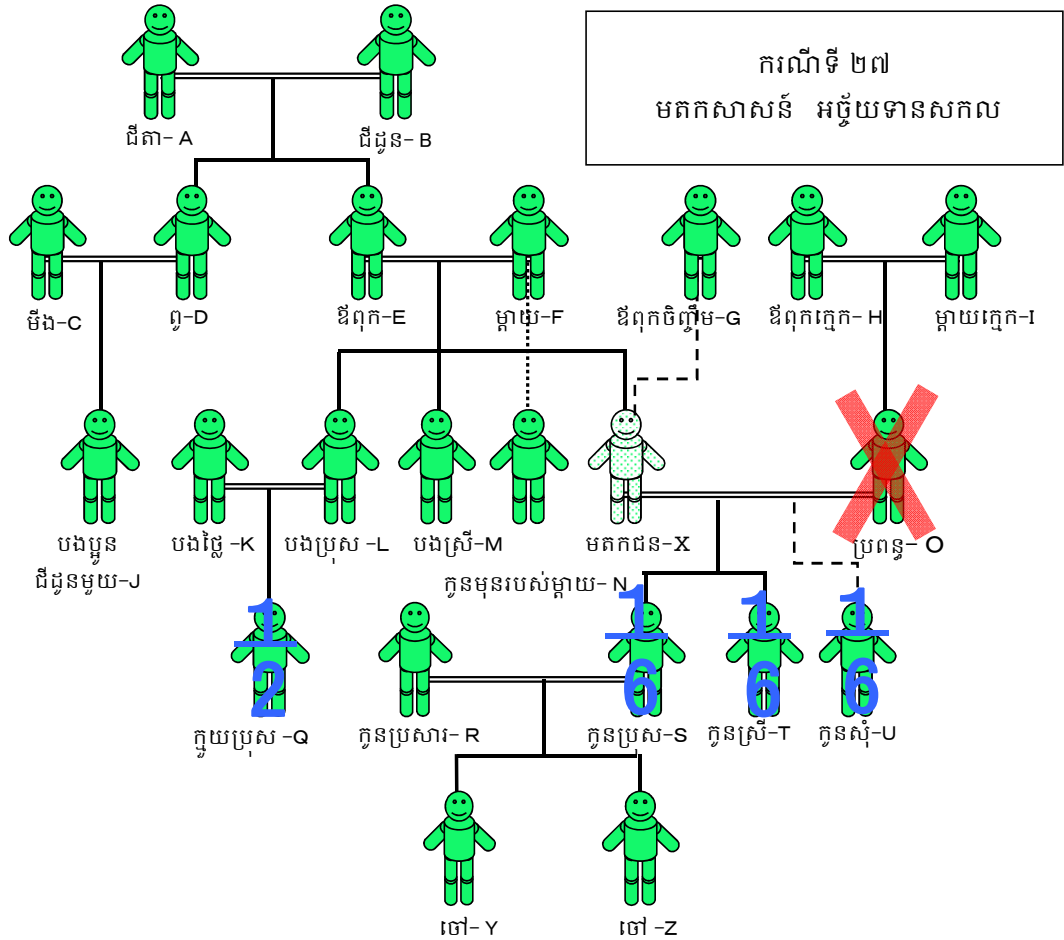 ករណីទី ២៧
មតកសាសន៍ អច្ច័យទានសកល
ជីតា- A
ជីដូន- B
មីង-C
ពូ-D
ឪពុក-E
ម្តាយ-F
ឪពុកចិញ្ចឹម-G
ឪពុកក្មេក- H
ម្តាយក្មេក-I
បងប្អូន
ជីដូនមួយ-J
បងថ្លៃ -K
បងប្រុស -L
បងស្រី-M
កូនមុនរបស់ម្តាយ- N
មតកជន-X
ប្រពន្ធ- O
1
2
1
6
1
6
1
6
ក្មួយប្រុស -Q
កូនប្រសារ- R
កូនប្រុស-S
កូនស្រី-T
កូនសុំ-U
ចៅ- Y
ចៅ -Z